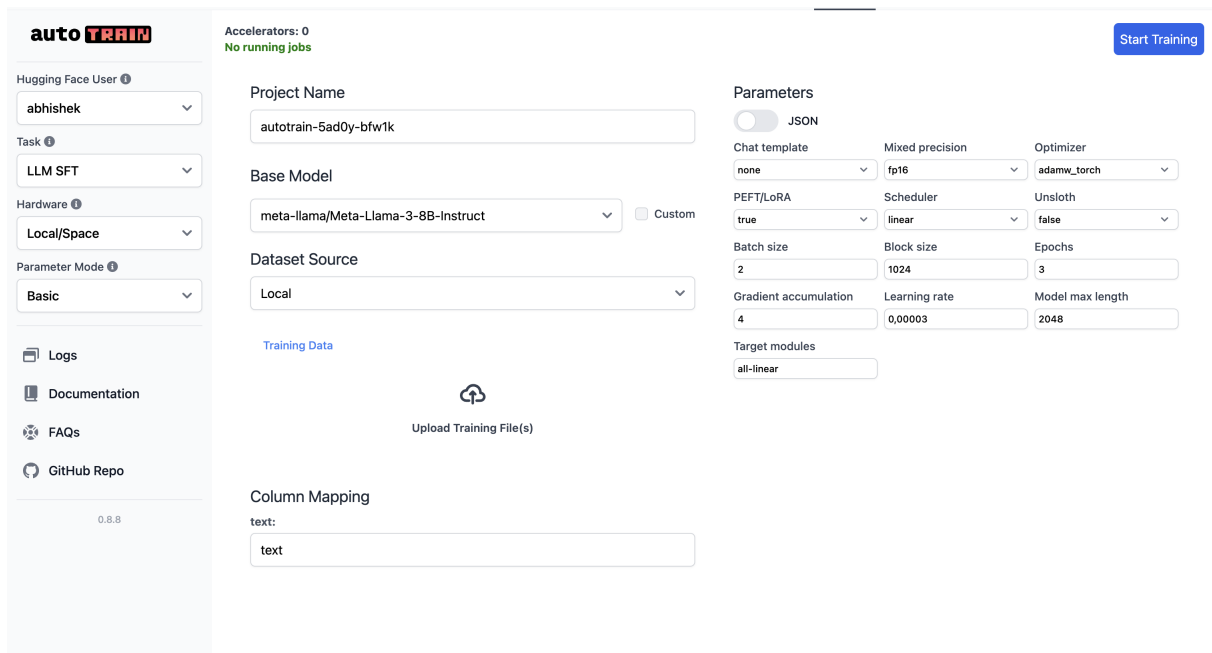 auto TRAIN
Hugging Face User
abhishek
Task
LLM SFT
Hardware
Local/Space
Parameter Mode
Basic
Logs
Documentation
FAQs
GitHub Repo
0.8.8
Accelerators: 0
No running jobs
Start Training
Project Name
autotrain-5ad0y-bfw1k
Base Model
meta-llama/Meta-Llama-3-8B-Instruct
Custom
Dataset Source
Local
Training Data
Upload Training File(s)
Column Mapping
text:
text
Parameters
JSON
Chat template Mixed precision Optimizer
none fp16 adamw_torch
PEFT/LoRA Scheduler Unsloth
true linear false
Batch size Block size Epochs
2 1024 3
Gradient accumulation Learning rate Model max length
4 0,00003 2048
Target modules
all-linear